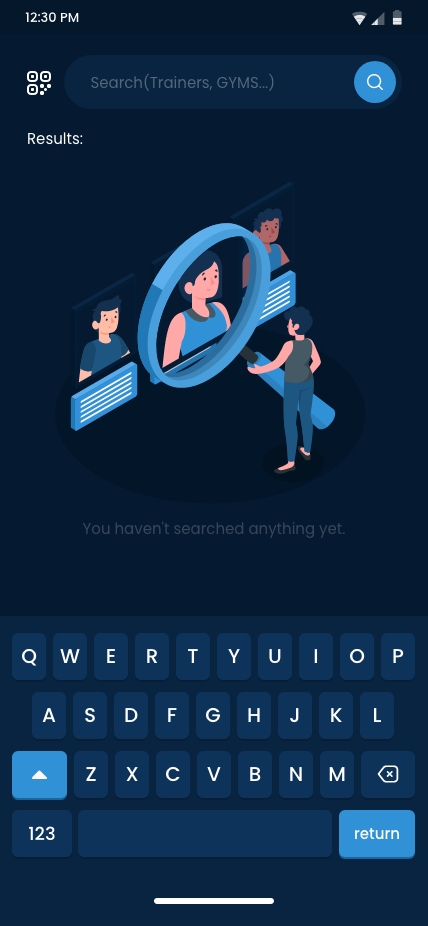 12:30 PM
Search(Trainers, GYMS...)
Results:
You haven't searched anything yet.
Q W E R T Y U I O P
A S D F G H J K L
Z X C V B N M
123 return